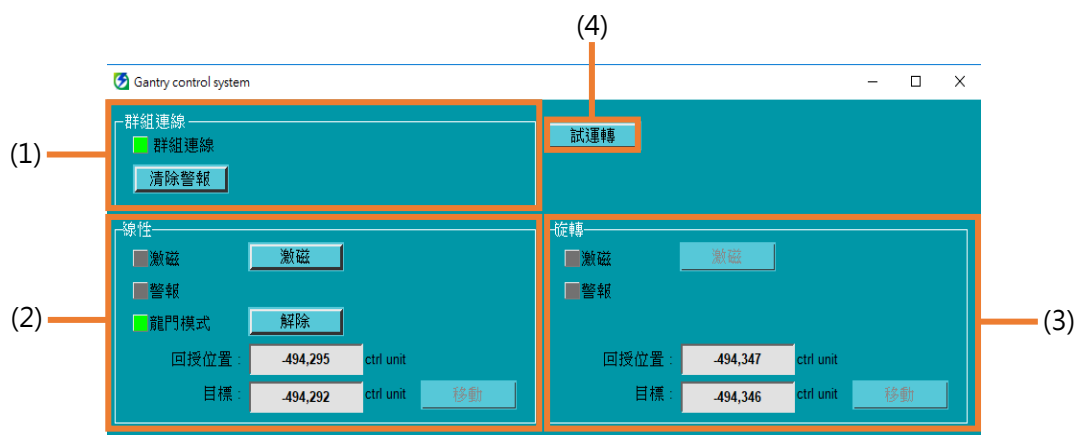 (4)
Gantry control system
群組連線
群組連線
清除警報
試運轉
(1)
線性
激磁 激磁
警報
龍門模式 解除
回授位置 : -494,295 ctrl unit
目標 : -494,292 ctrl unit 移動
(2)
旋轉
激磁 激磁
警報
回授位置 : -494,347 ctrl unit
目標 : -494,346 ctrl unit 移動
(3)